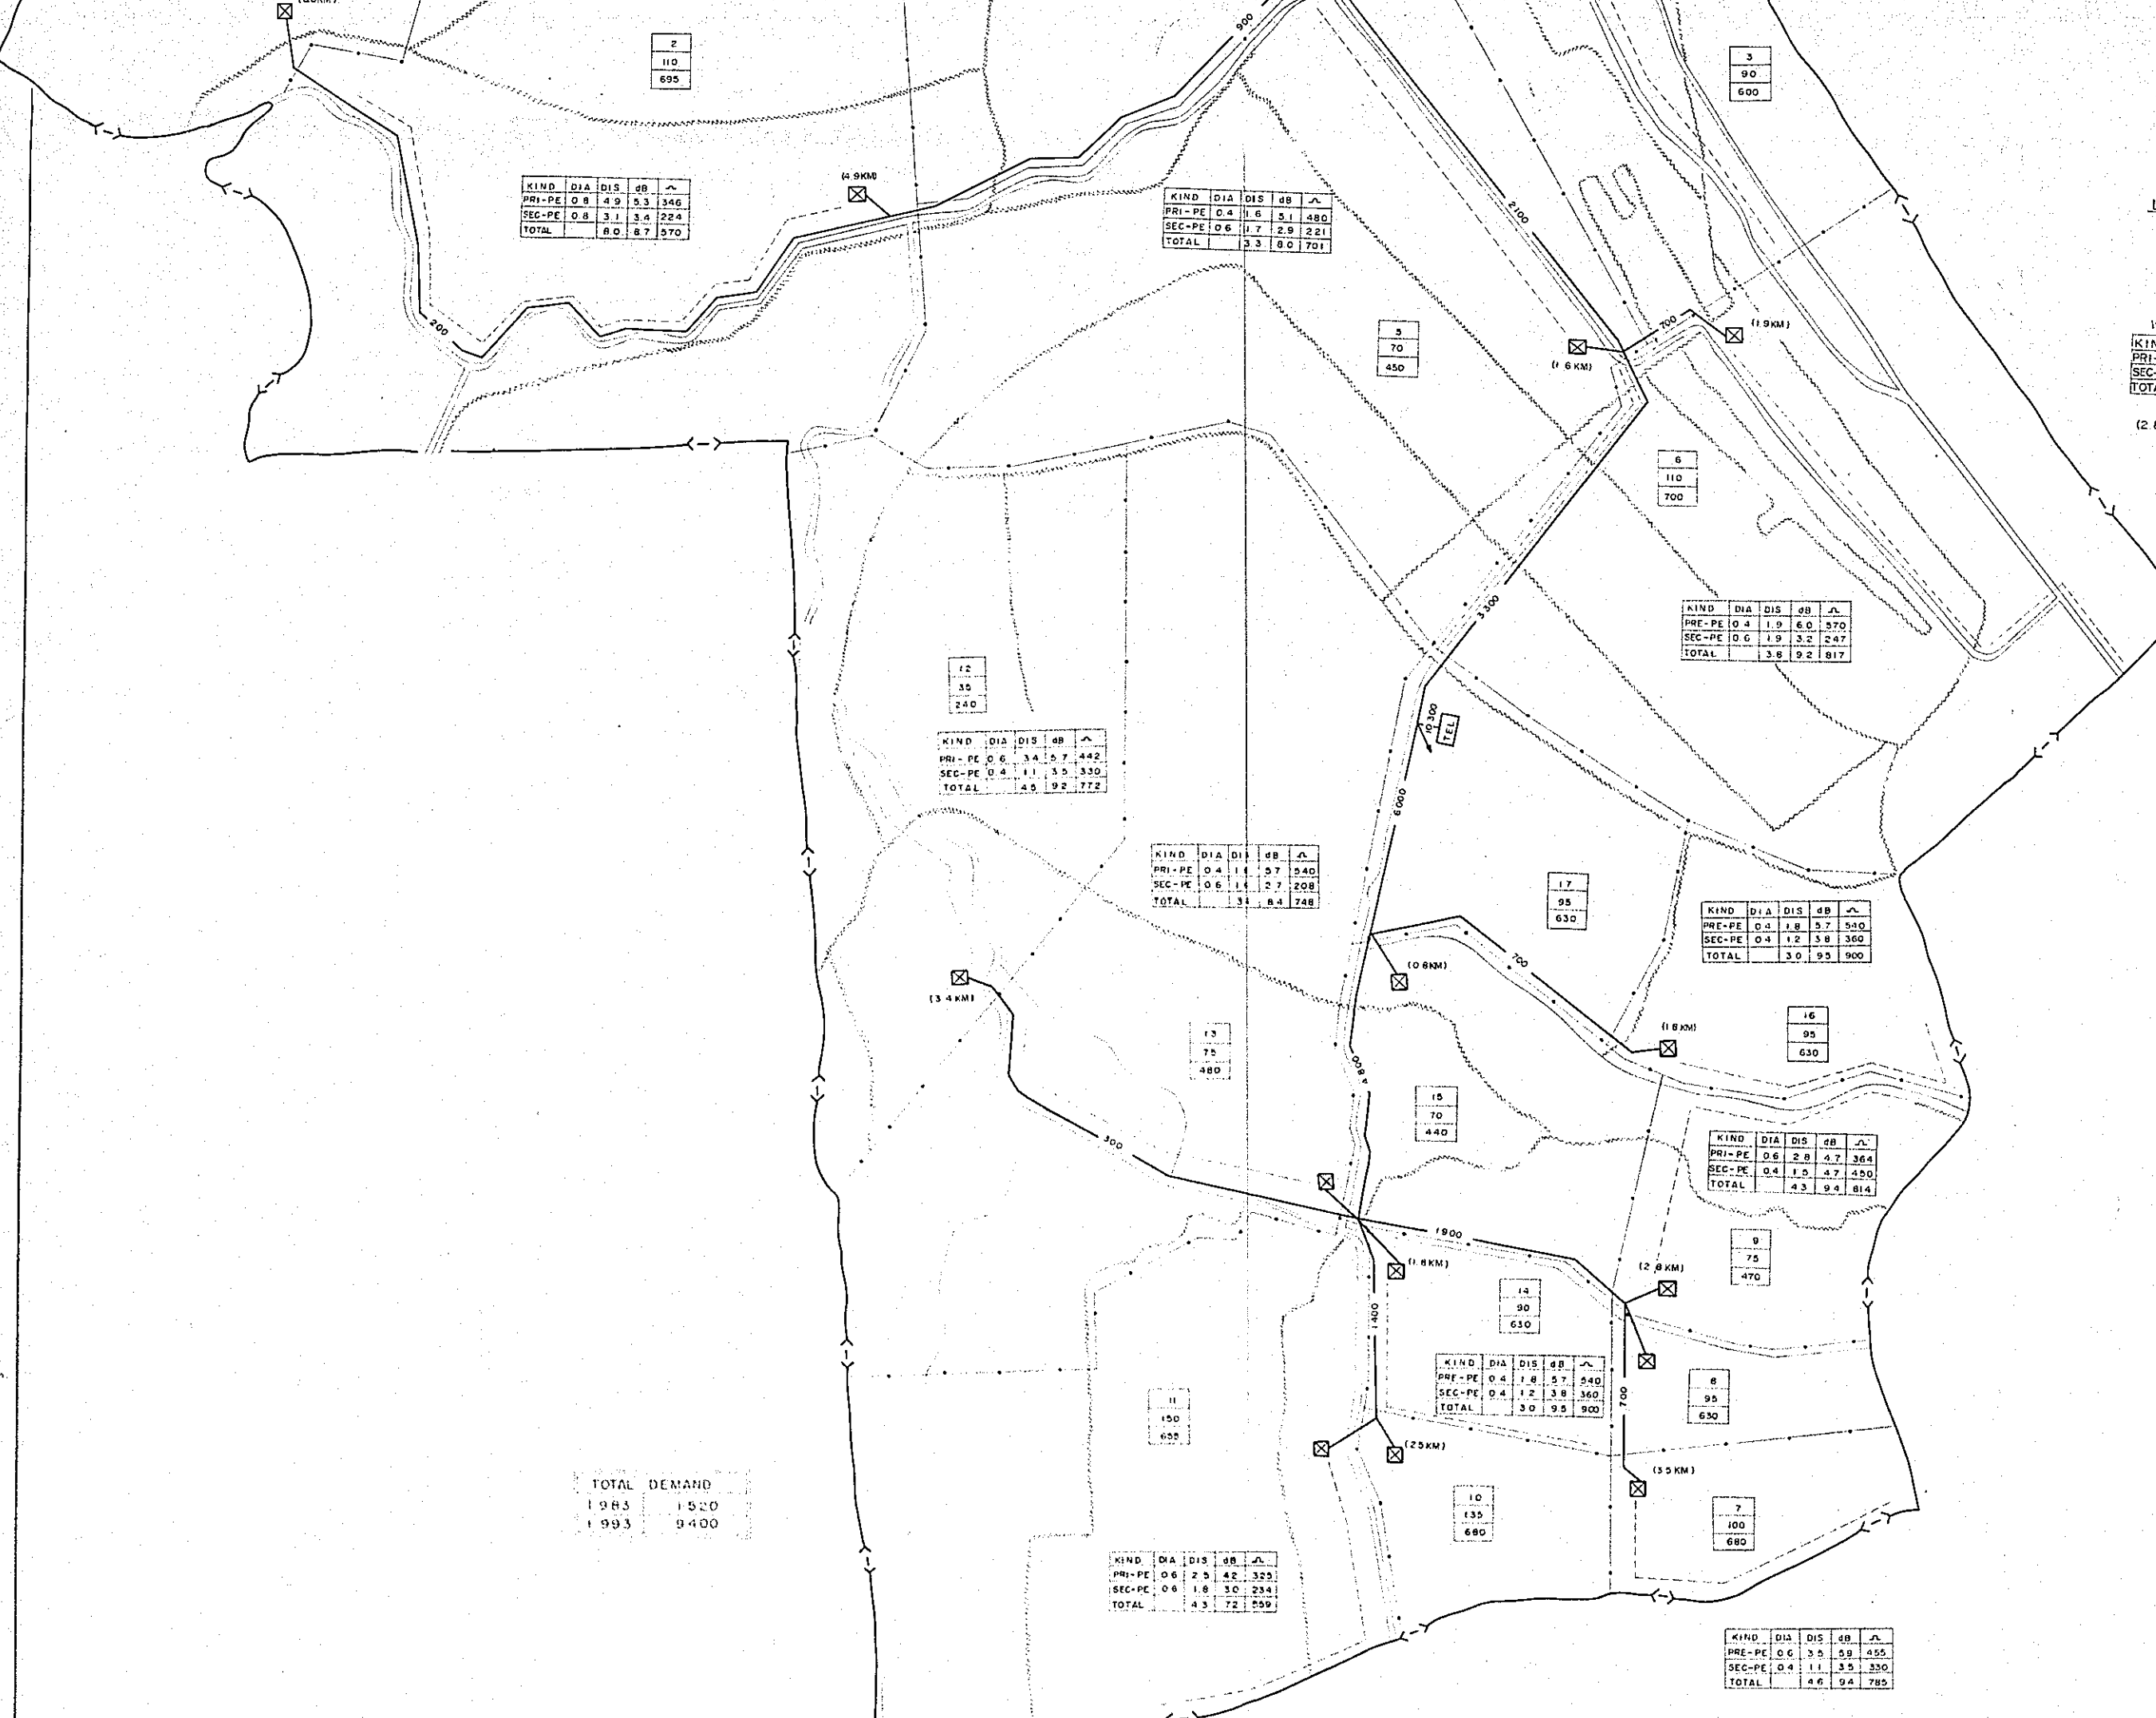 2
110
695
3
90
600
900
(4.9KM)
KIND DIA DIS dB
PRI-PE 0.8 4.9 5.3 346
SEC-PE 0.8 3.1 3.4 224
TOTAL 8.0 8.7 570
KIND DIA DIS dB
PRI-PE 0.4 1.6 5.1 480
SEC-PE 0.6 1.7 2.9 221
TOTAL 3.3 8.0 701
2100
200
5
70
450
(1.6KM)
700
(1.9KM)
6
110
700
3300
KIND DIA DIS dB
PRE-PE 0.4 1.9 6.0 570
SEC-PE 0.6 1.9 3.2 247
TOTAL 3.8 9.2 817
12
35
240
10300
TEL
KIND DIA DIS dB
PRI-PE 0.6 3.4 5.7 442
SEC-PE 0.4 1.1 3.5 330
TOTAL 4.5 9.2 772
6000
KIND DIA dB
PRI-PE 0.4 5.7 540
SEC-PE 0.6 2.7 208
TOTAL 8.4 748
17
95
630
KIND DIA DIS dB
PRE-PE 0.4 1.8 5.7 540
SEC-PE 0.4 1.2 3.8 360
TOTAL 3.0 9.5 900
(0.8KM)
700
(3.4KM)
13
75
480
(1.8KM)
16
95
630
4800
15
70
440
300
KIND DIA DIS dB
PRI-PE 0.6 2.8 4.7 364
SEC-PE 0.4 1.5 4.7 450
TOTAL 4.3 9.4 814
1900
(1.8KM)
9
75
470
(2.8KM)
14
90
630
1400
KIND DIA DIS dB
PRE-PE 0.4 1.8 5.7 540
SEC-PE 0.4 1.2 3.8 360
TOTAL 3.0 9.5 900
700
8
95
630
11
150
655
(2.5KM)
(3.5KM)
TOTAL DEMAND
1983 1520
1993 9400
10
135
680
7
100
680
KIND DIA DIS dB
PRI-PE 0.6 2.5 4.2 325
SEC-PE 0.6 1.8 3.0 234
TOTAL 4.3 7.2 559
KIND DIA DIS dB
PRE-PE 0.6 3.5 5.9 455
SEC-PE 0.4 1.1 3.5 330
TOTAL 4.6 9.4 785